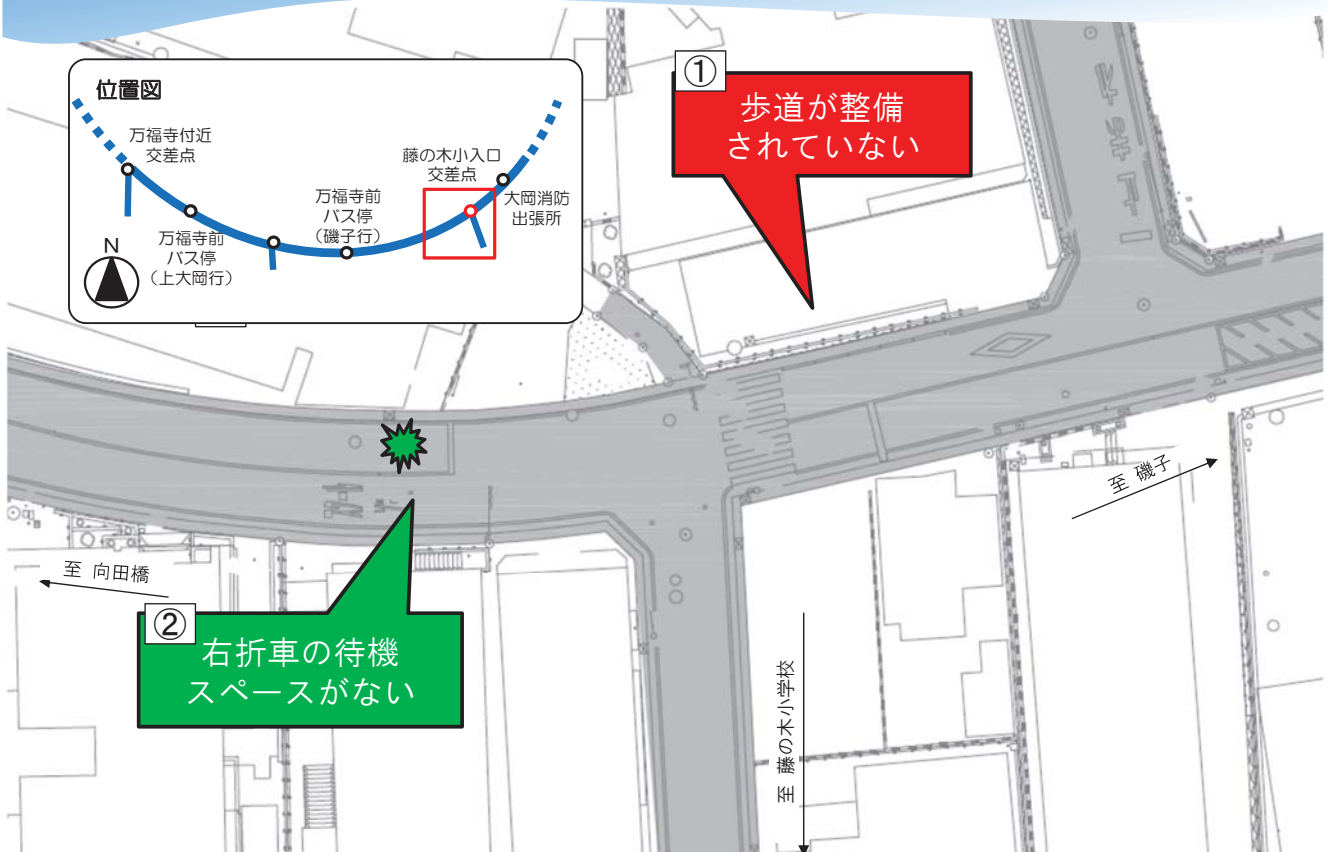 位置図
万福寺付近
交差点
万福寺前
バス停
(上大岡行)
万福寺前
バス停
(磯子行)
藤の木小入口
交差点
大岡消防
出張所
N
①
歩道が整備
されていない
至 磯子
至 向田橋
②
右折車の待機
スペースがない
至 藤の木小学校